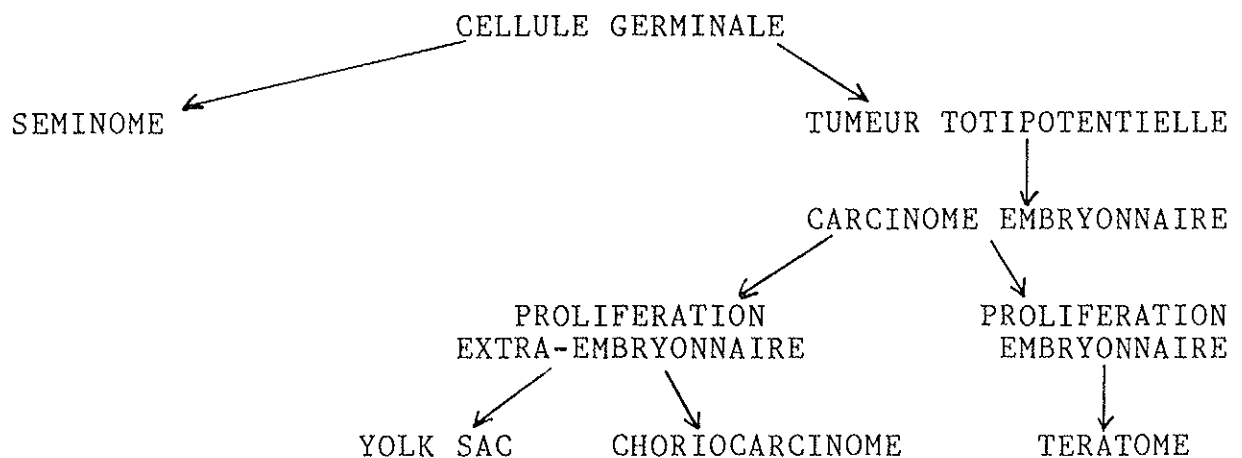 CELLULE GERMINALE
SEMINOME
TUMEUR TOTIPOTENTIELLE
CARCINOME EMBRYONNAIRE
PROLIFERATION
EXTRA-EMBRYONNAIRE
PROLIFERATION
EMBRYONNAIRE
YOLK SAC
CHORIOCARCINOME
TERATOME